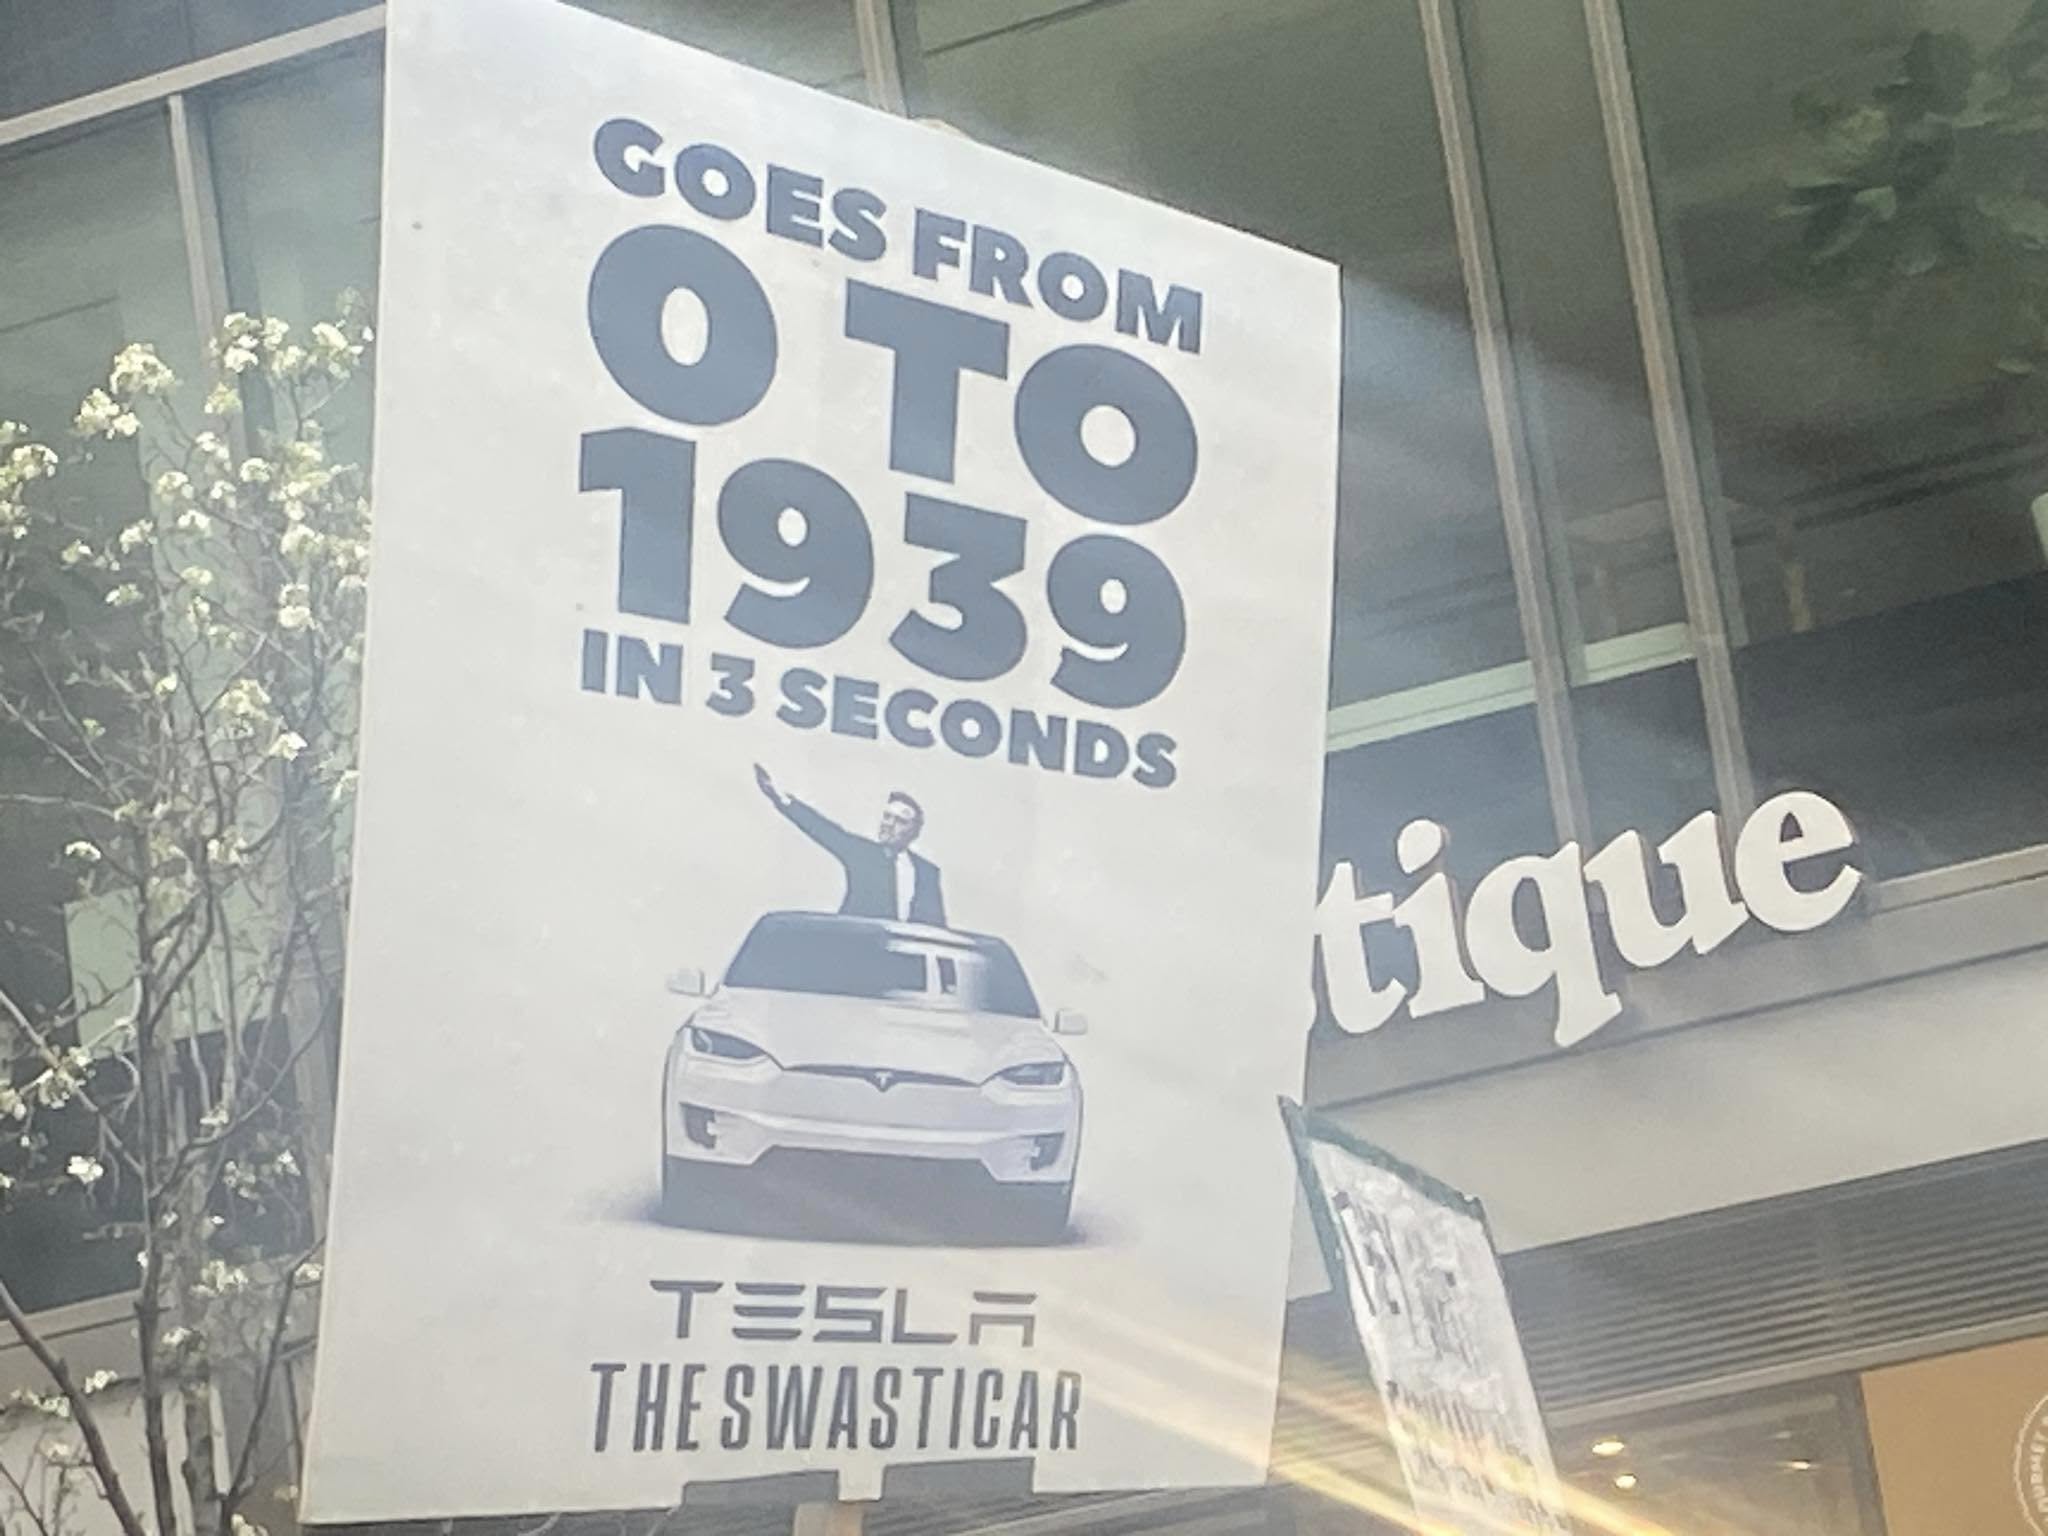 GOES FROM
0 TO
1939
IN 3 SECONDS
TESLA
THE SWASTICAR
tique